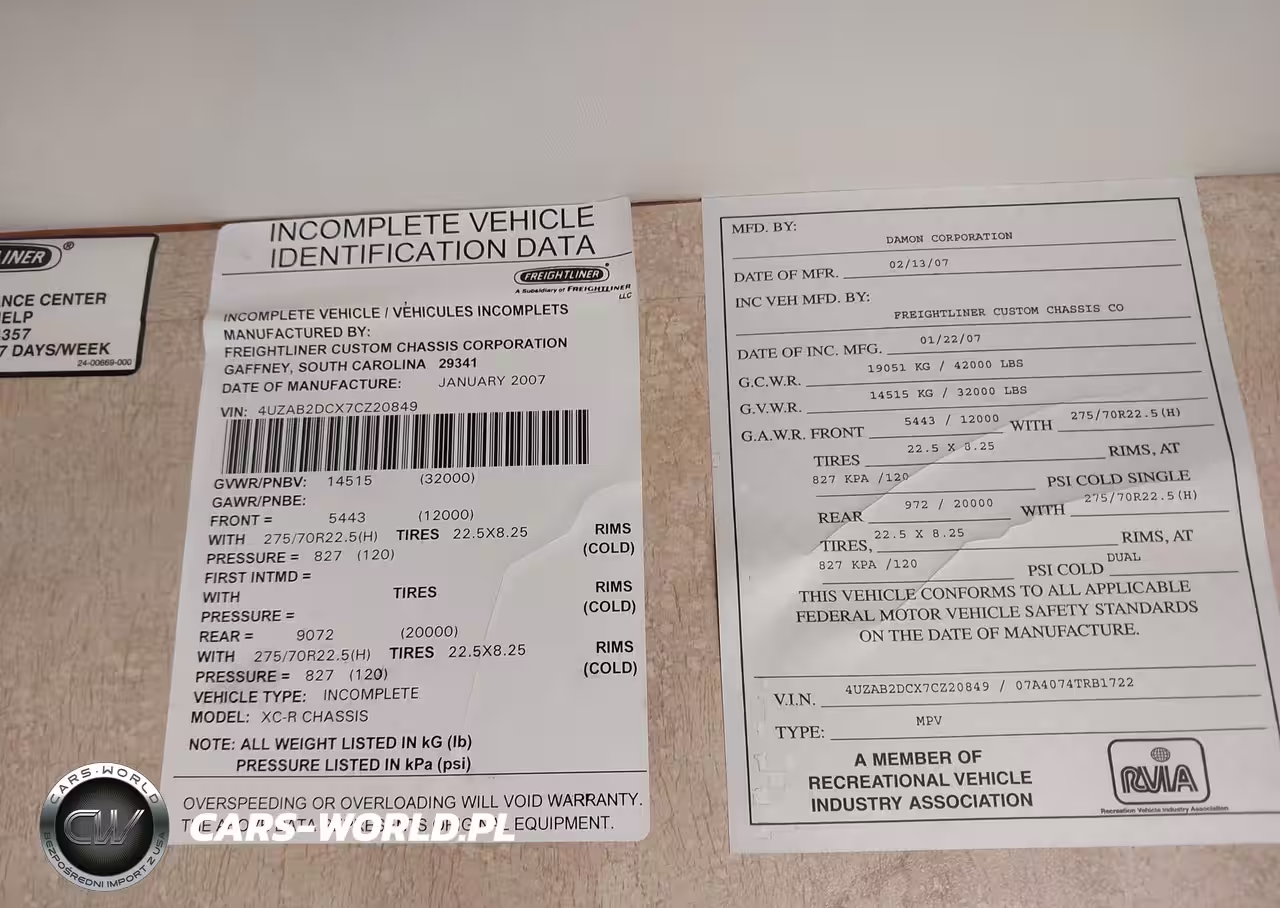 INER ®
ANCE CENTER
ELP
357
7 DAYS/WEEK
24-00869-000
INCOMPLETE VEHICLE
IDENTIFICATION DATA
FREIGHTLINER
A Subsidiary of FREIGHTLINER
LLC
INCOMPLETE VEHICLE / VÉHICULES INCOMPLETS
MANUFACTURED BY:
FREIGHTLINER CUSTOM CHASSIS CORPORATION
GAFFNEY, SOUTH CAROLINA 29341
DATE OF MANUFACTURE: JANUARY 2007
VIN: 4UZAB2DCX7CZ20849
GVWR/PNBV: 14515 (32000)
GAWR/PNBE:
FRONT = 5443 (12000)
WITH 275/70R22.5(H) TIRES 22.5X8.25 RIMS
PRESSURE = 827 (120) (COLD)
FIRST INTMD =
WITH TIRES RIMS
PRESSURE = (COLD)
REAR = 9072 (20000)
WITH 275/70R22.5(H) TIRES 22.5X8.25 RIMS
PRESSURE = 827 (120) (COLD)
VEHICLE TYPE: INCOMPLETE
MODEL: XC-R CHASSIS
NOTE: ALL WEIGHT LISTED IN kG (lb)
PRESSURE LISTED IN kPa (psi)
OVERSPEEDING OR OVERLOADING WILL VOID WARRANTY.
THE ABOVE DATA REPRESENTS ORIGINAL EQUIPMENT.
MFD. BY: DAMON CORPORATION
DATE OF MFR. 02/13/07
INC VEH MFD. BY:
FREIGHTLINER CUSTOM CHASSIS CO
DATE OF INC. MFG. 01/22/07
G.C.W.R. 19051 KG / 42000 LBS
G.V.W.R. 14515 KG / 32000 LBS
G.A.W.R. FRONT 5443 / 12000 WITH 275/70R22.5(H)
TIRES 22.5 X 8.25 RIMS, AT
827 KPA /120 PSI COLD SINGLE
REAR 972 / 20000 WITH 275/70R22.5(H)
TIRES, 22.5 X 8.25 RIMS, AT
827 KPA /120 PSI COLD DUAL
THIS VEHICLE CONFORMS TO ALL APPLICABLE
FEDERAL MOTOR VEHICLE SAFETY STANDARDS
ON THE DATE OF MANUFACTURE.
V.I.N. 4UZAB2DCX7CZ20849 / 07A4074TRB1722
TYPE: MPV
A MEMBER OF
RECREATIONAL VEHICLE
INDUSTRY ASSOCIATION
RVIA
Recreation Vehicle Industry Association
CARS-WORLD
CW
BEZPOŚREDNI IMPORT Z USA
CARS-WORLD.PL